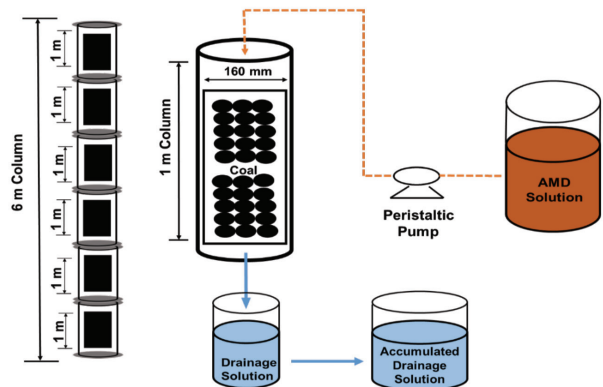 6 m Column
1 m
1 m
1 m
1 m
1 m
1 m
1 m Column
160 mm
Coal
Peristaltic
Pump
AMD
Solution
Drainage
Solution
Accumulated
Drainage
Solution